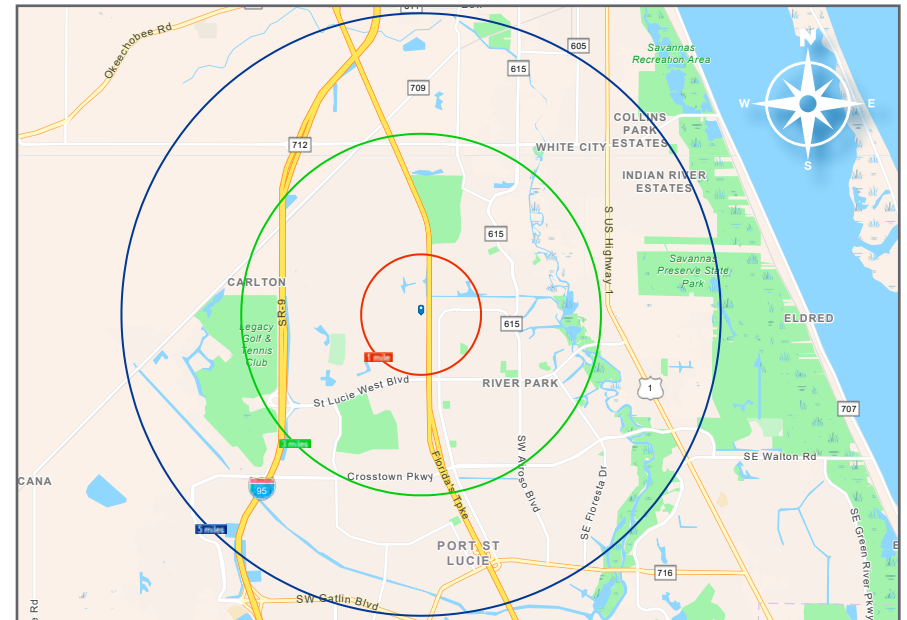 Okeechobee Rd
605
615
709
Savannas
Recreation Area
N
W
E
S
712
COLLINS
PARK
ESTATES
WHITE CITY
INDIAN RIVER
ESTATES
615
S US Highway 1
Savannas
Preserve State
Park
CARLTON
SR-9
615
ELDRED
Legacy
Golf &
Tennis
Club
1 mile
RIVER PARK
St Lucie West Blvd
1
707
3 miles
SE Walton Rd
Crosstown Pkwy
Florida's Tpke
SW Airoso Blvd
SE Floresta Dr
CANA
95
5 miles
SE Green River Pkwy
PORT ST
LUCIE
716
SW Gatlin Blvd
e Rd